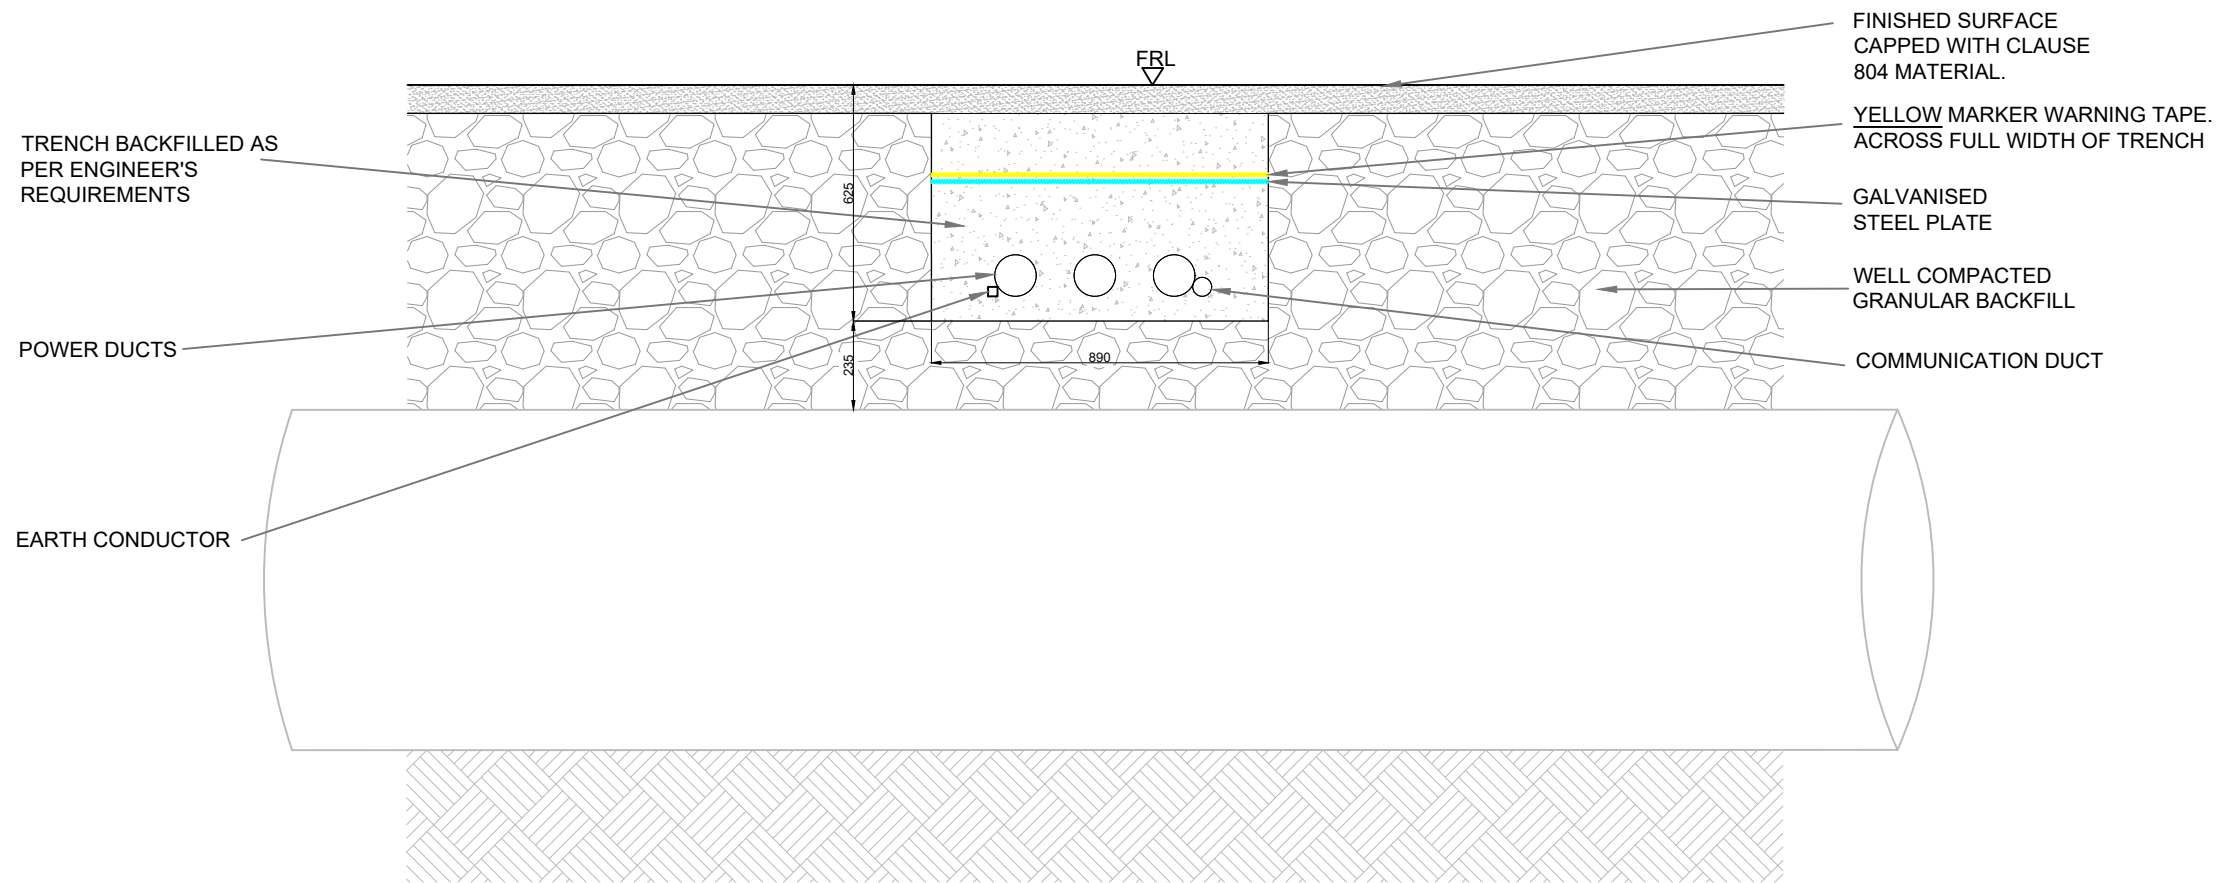 FRL
FINISHED SURFACE
CAPPED WITH CLAUSE
804 MATERIAL.
YELLOW MARKER WARNING TAPE.
ACROSS FULL WIDTH OF TRENCH
TRENCH BACKFILLED AS
PER ENGINEER'S
REQUIREMENTS
625
GALVANISED
STEEL PLATE
WELL COMPACTED
GRANULAR BACKFILL
POWER DUCTS
235
890
COMMUNICATION DUCT
EARTH CONDUCTOR